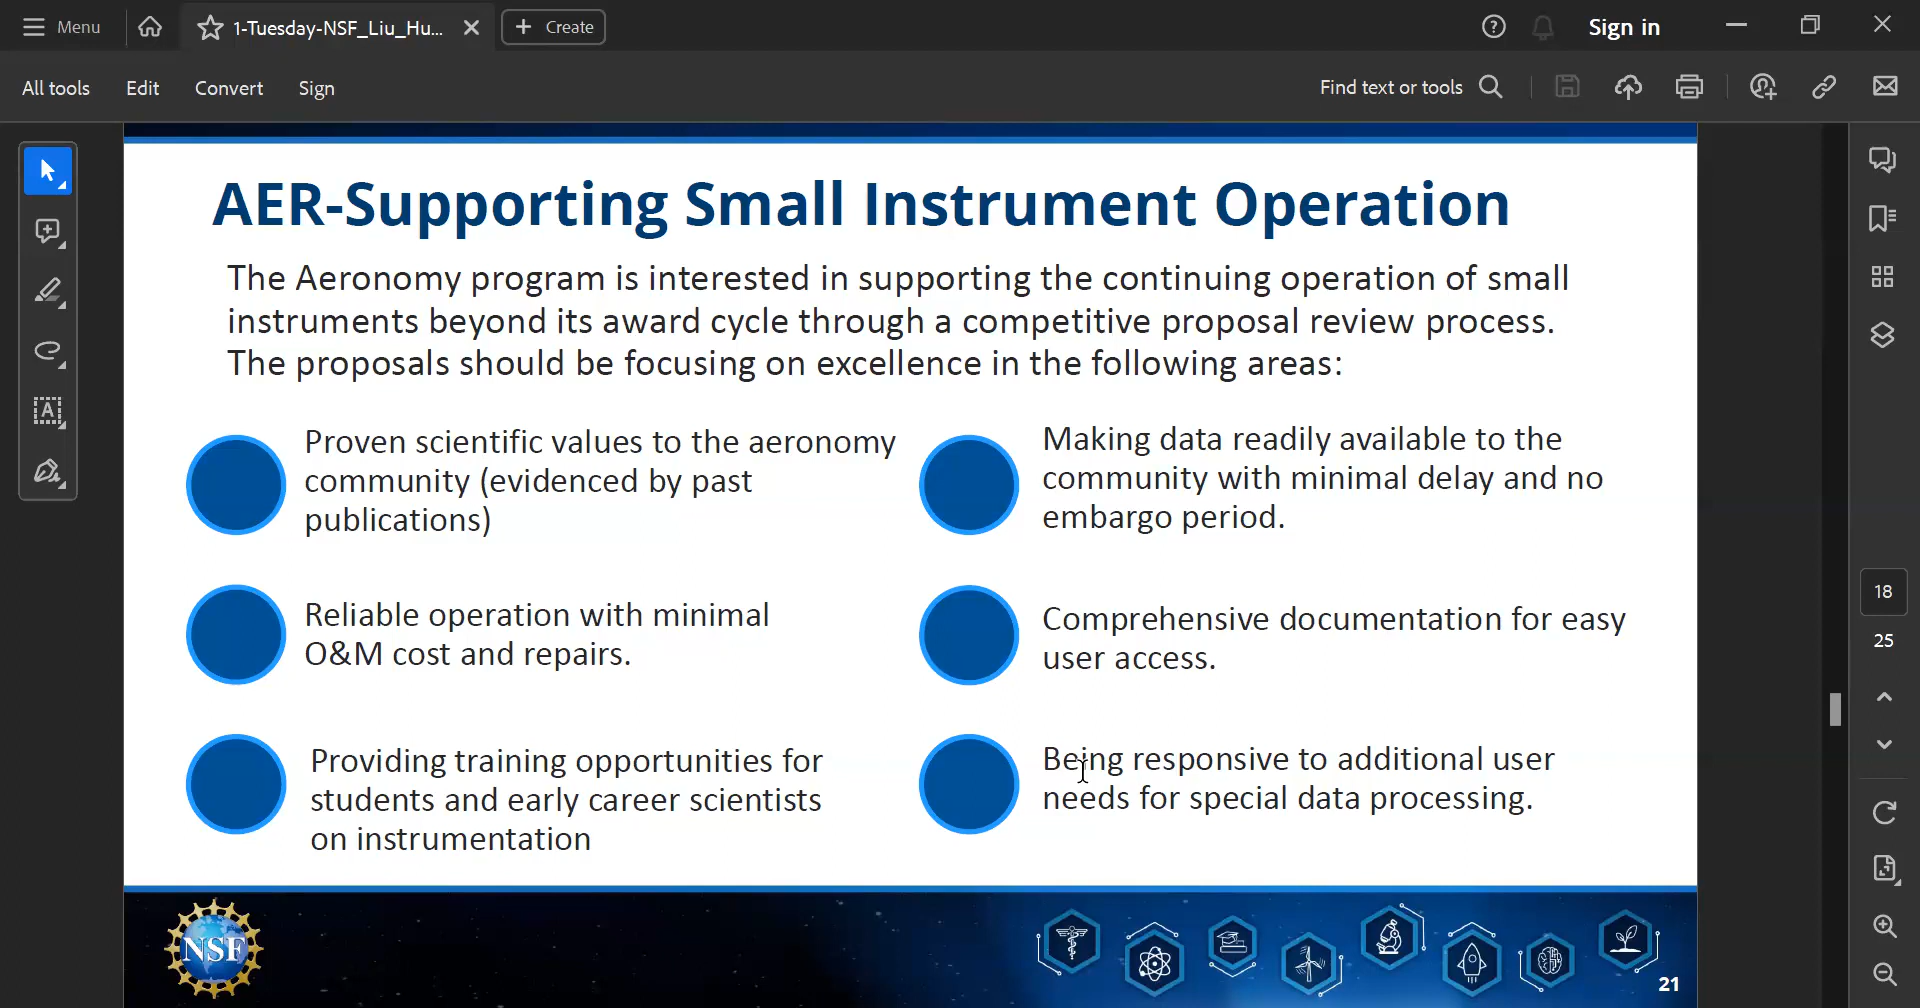 Menu
1-Tuesday-NSF_Liu_Hu...
Create
Sign in
All tools
Edit
Convert
Sign
Find text or tools
AER-Supporting Small Instrument Operation
The Aeronomy program is interested in supporting the continuing operation of small
instruments beyond its award cycle through a competitive proposal review process.
The proposals should be focusing on excellence in the following areas:
Proven scientific values to the aeronomy
community (evidenced by past
publications)
Reliable operation with minimal
O&M cost and repairs.
Providing training opportunities for
students and early career scientists
on instrumentation
Making data readily available to the
community with minimal delay and no
embargo period.
Comprehensive documentation for easy
user access.
Being responsive to additional user
needs for special data processing.
18
25
NSF
21